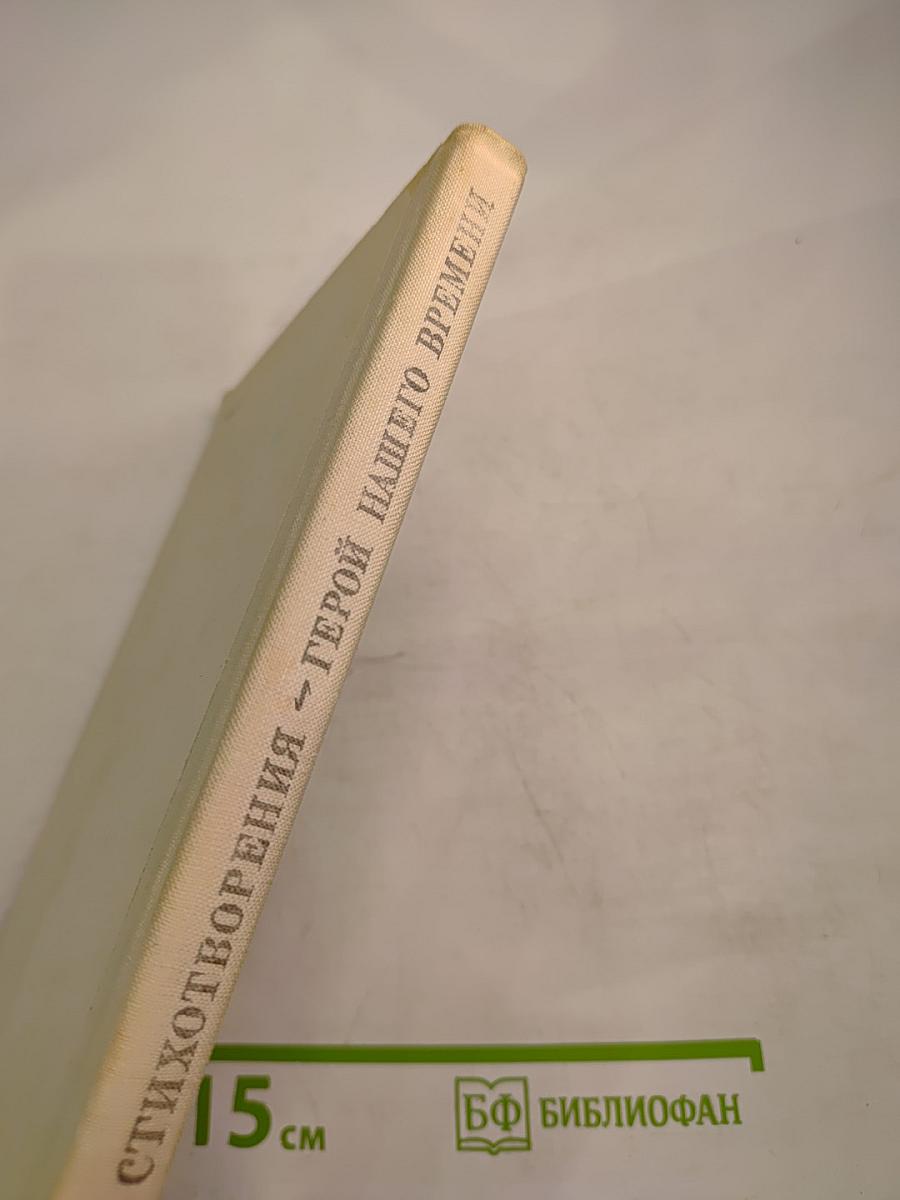 СТИХОТВОРЕНИЯ ~ ГЕРОЙ НАШЕГО ВРЕМЕНИ
15 см
БФ БИБЛИОФАН